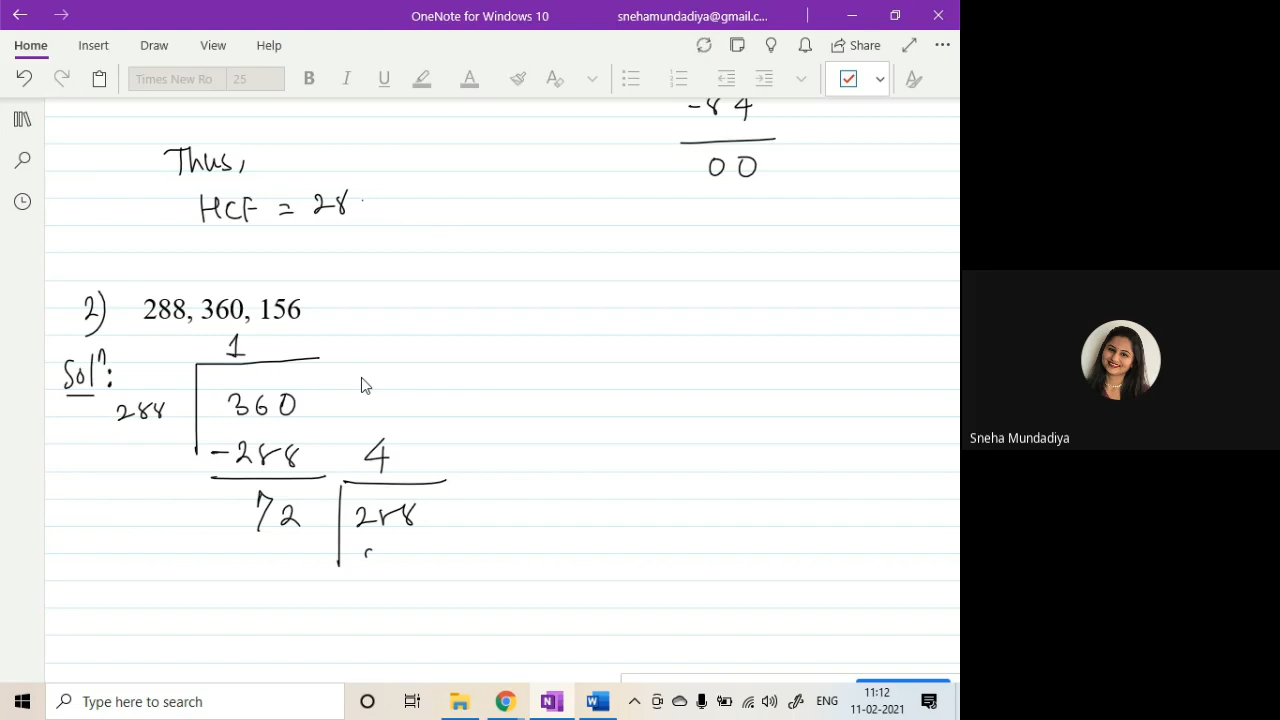 OneNote for Windows 10
snehamundadiya@gmail.c...
Home Insert Draw View Help
Share
Times New Ro 25
B I U A
-84
00
Thus,
HCF = 28
2) 288, 360, 156
Solⁿ:
1
288 360
-288 4
72 288
Sneha Mundadiya
Type here to search
ENG
11:12
11-02-2021